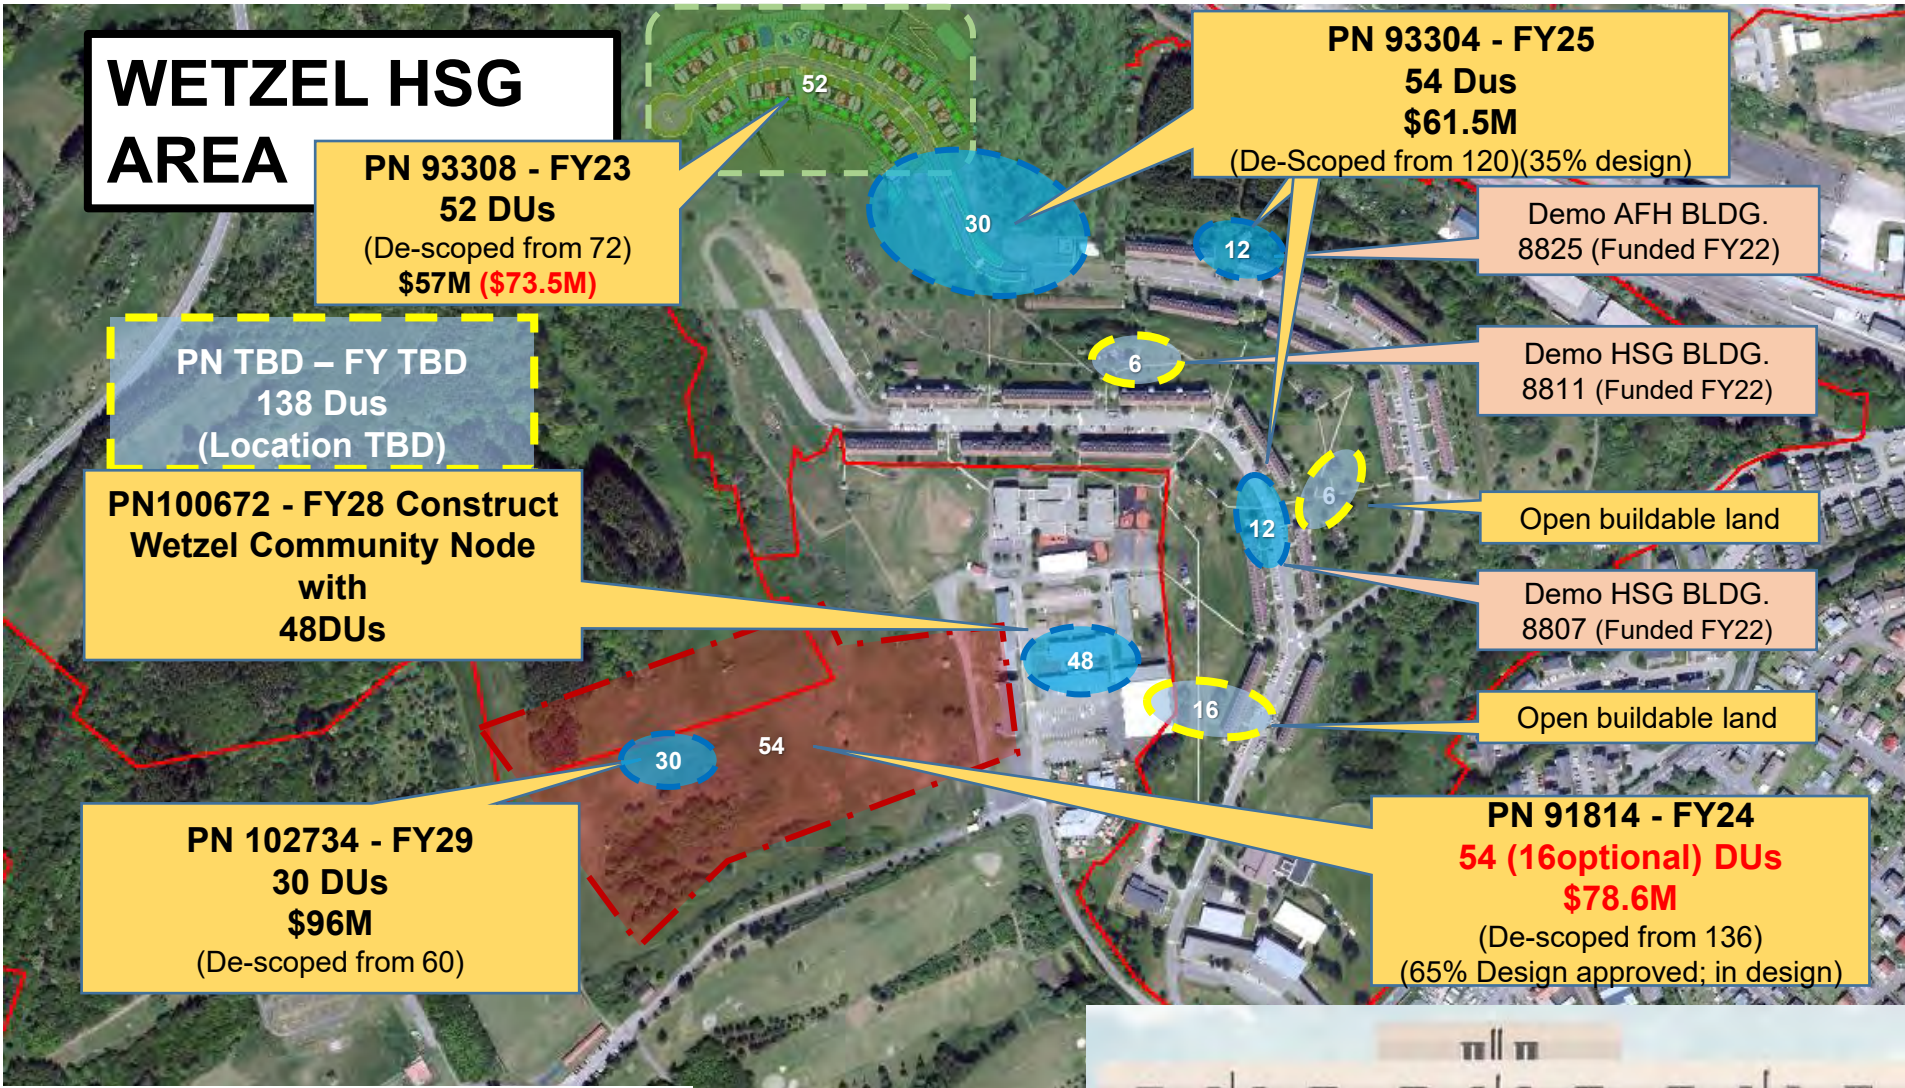 WETZEL HSG
AREA
PN 93308 - FY23
52 DUs
(De-scoped from 72)
$57M ($73.5M)
52
PN 93304 - FY25
54 Dus
$61.5M
(De-Scoped from 120)(35% design)
30
12
Demo AFH BLDG.
8825 (Funded FY22)
PN TBD – FY TBD
138 Dus
(Location TBD)
6
Demo HSG BLDG.
8811 (Funded FY22)
PN100672 - FY28 Construct
Wetzel Community Node
with
48DUs
6
12
Open buildable land
Demo HSG BLDG.
8807 (Funded FY22)
48
16
Open buildable land
54
30
PN 102734 - FY29
30 DUs
$96M
(De-scoped from 60)
PN 91814 - FY24
54 (16optional) DUs
$78.6M
(De-scoped from 136)
(65% Design approved; in design)